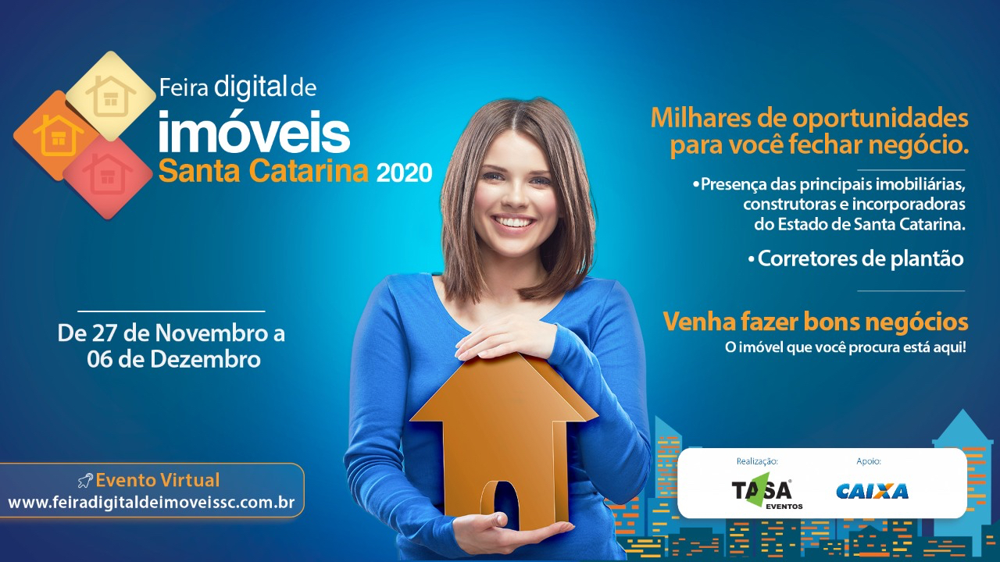 Feira digital de
imóveis
Santa Catarina 2020
De 27 de Novembro a
06 de Dezembro
Evento Virtual
www.feiradigitaldeimoveissc.com.br
Milhares de oportunidades
para você fechar negócio.
•Presença das principais imobiliárias,
construtoras e incorporadoras
do Estado de Santa Catarina.
•Corretores de plantão
Venha fazer bons negócios
O imóvel que você procura está aqui!
Realização:
TASA®
EVENTOS
Apoio:
CAIXA